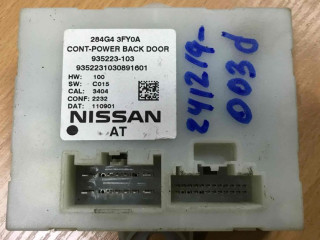 284G4 3FY0A
CONT-POWER BACK DOOR
935223-103
9352231030891601
HW: 100
SW: C015
CAL: 3404
CONF: 2232
DAT: 110901
NISSAN
AT
241219-
003d